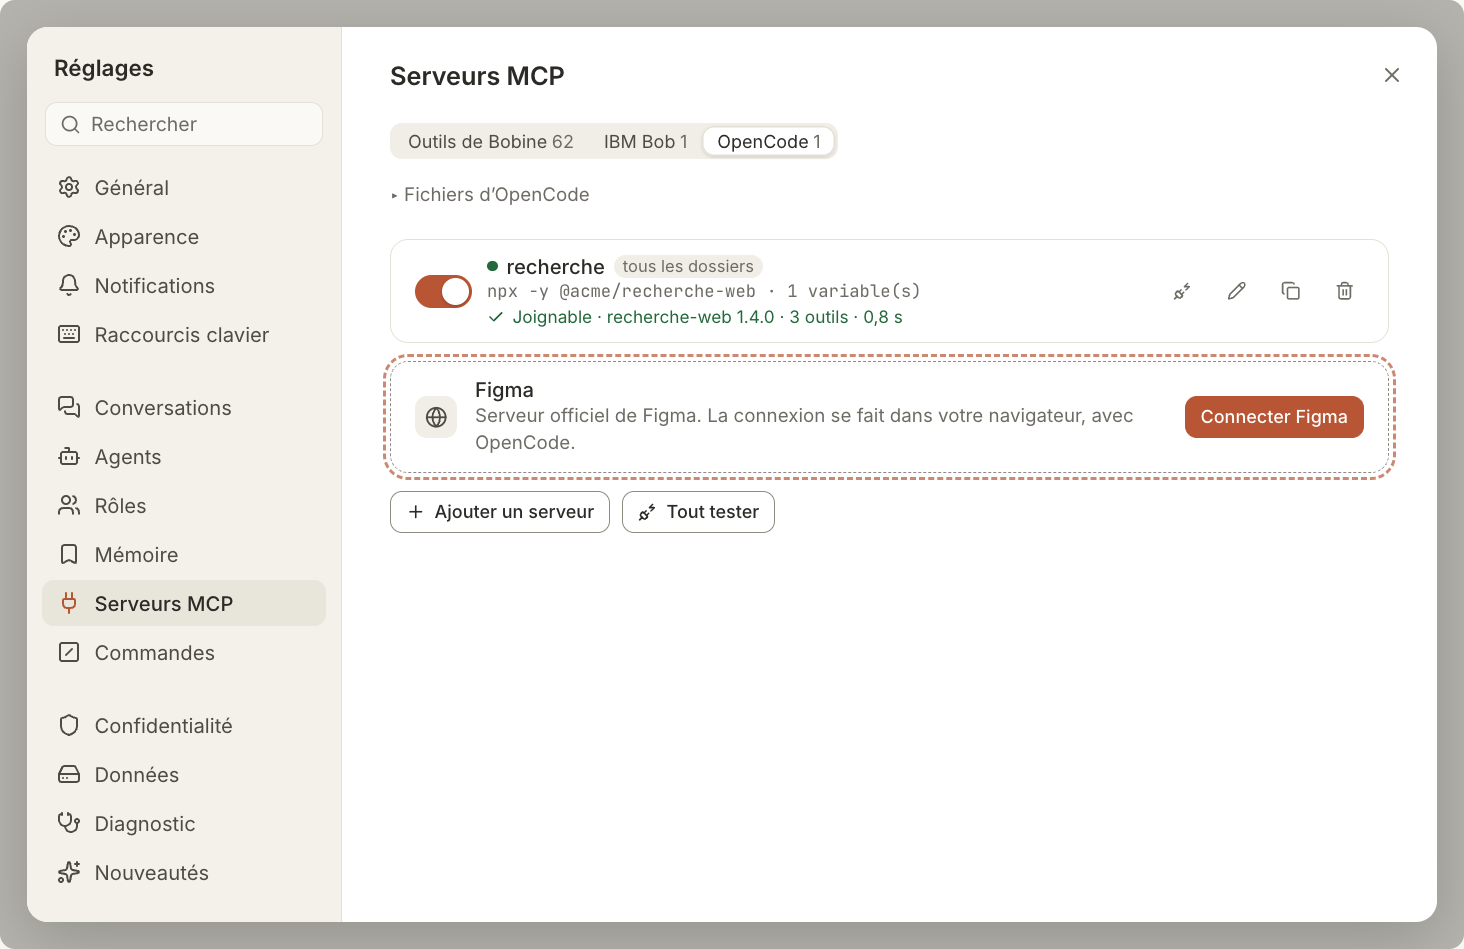 Réglages
Rechercher
Général
Apparence
Notifications
Raccourcis clavier
Conversations
Agents
Rôles
Mémoire
Serveurs MCP
Commandes
Confidentialité
Données
Diagnostic
Nouveautés
Serveurs MCP
Outils de Bobine 62 IBM Bob 1 OpenCode 1
Fichiers d’OpenCode
recherche tous les dossiers
npx -y @acme/recherche-web · 1 variable(s)
Joignable · recherche-web 1.4.0 · 3 outils · 0,8 s
Figma
Serveur officiel de Figma. La connexion se fait dans votre navigateur, avec
OpenCode.
Connecter Figma
Ajouter un serveur Tout tester